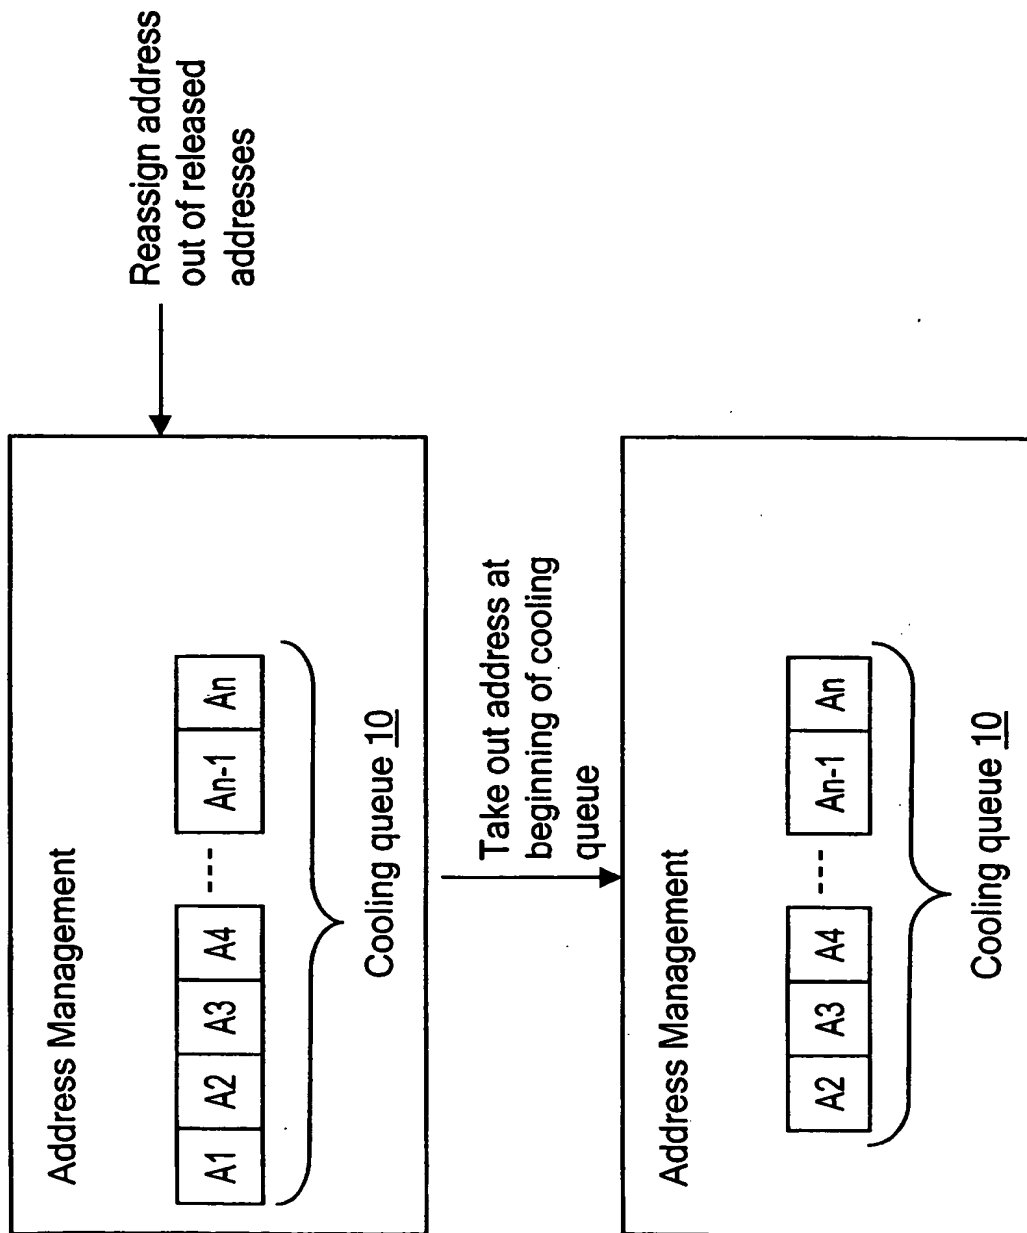 Reassign address
out of released
addresses
Address Management
A1 A2 A3 A4 --- An-1 An
Cooling queue 10
Take out address at
beginning of cooling
queue
Address Management
A2 A3 A4 --- An-1 An
Cooling queue 10